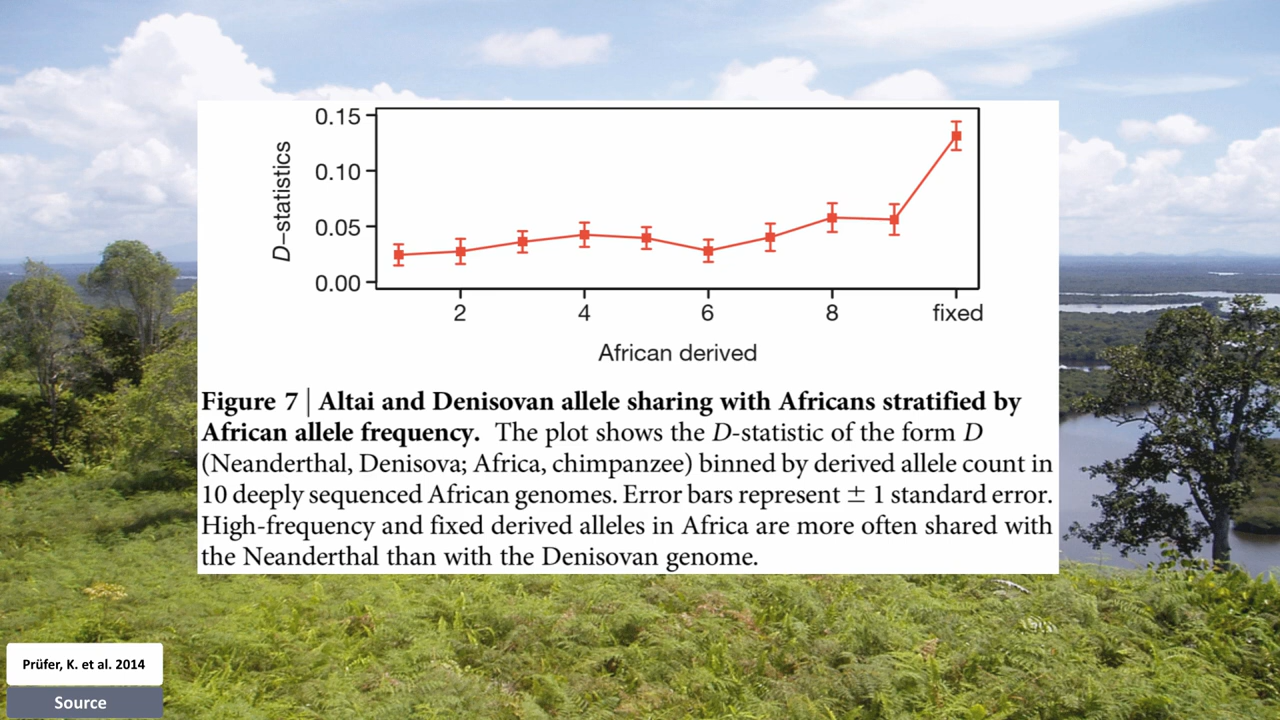 0.15
0.10
0.05
0.00
D–statistics
2 4 6 8 fixed
African derived
Figure 7 | Altai and Denisovan allele sharing with Africans stratified by
African allele frequency. The plot shows the D-statistic of the form D
(Neanderthal, Denisova; Africa, chimpanzee) binned by derived allele count in
10 deeply sequenced African genomes. Error bars represent ± 1 standard error.
High-frequency and fixed derived alleles in Africa are more often shared with
the Neanderthal than with the Denisovan genome.
Prüfer, K. et al. 2014
Source